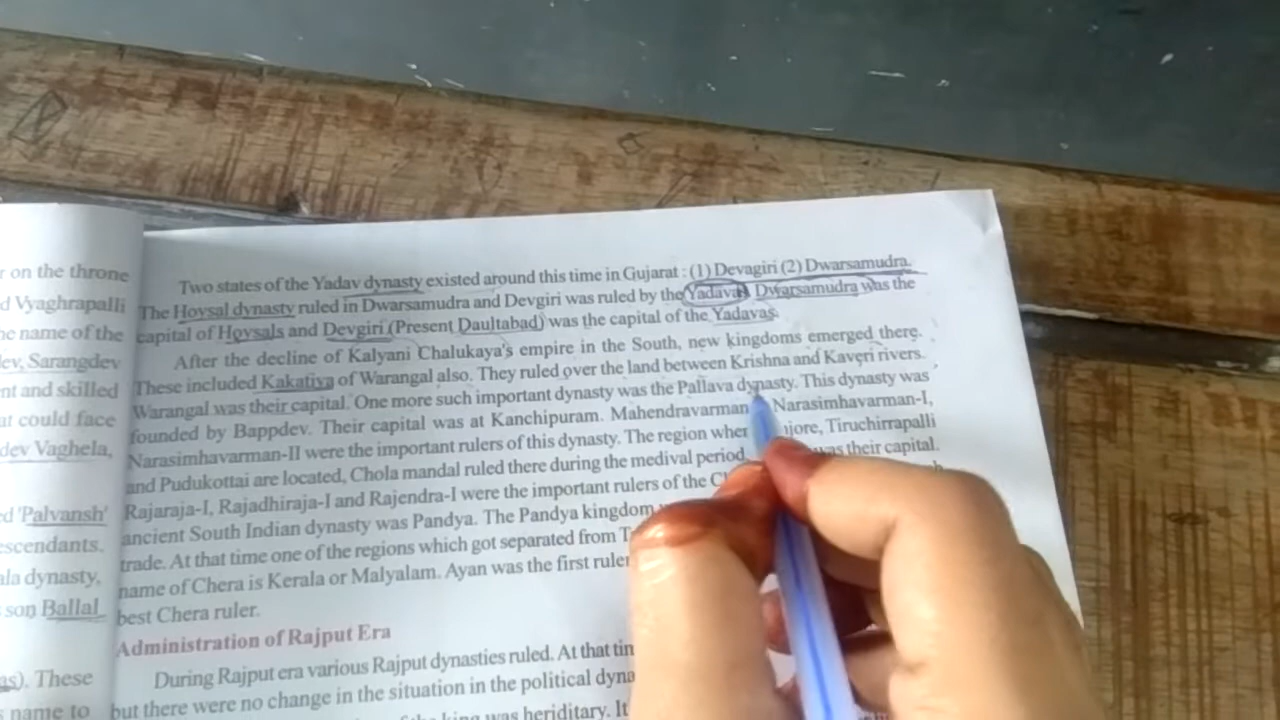 r on the throne
d Vyaghrapalli
he name of the
lev, Sarangdev
nt and skilled
at could face
dev Vaghela,
ed 'Palvansh'
escendants.
ala dynasty,
son Ballal
as). These
name to
Two states of the Yadav dynasty existed around this time in Gujarat : (1) Devagiri (2) Dwarsamudra.
The Hoysal dynasty ruled in Dwarsamudra and Devgiri was ruled by the Yadavas. Dwarsamudra was the
capital of Hoysals and Devgiri (Present Daultabad) was the capital of the Yadavas.
After the decline of Kalyani Chalukaya's empire in the South, new kingdoms emerged there.
These included Kakatiya of Warangal also. They ruled over the land between Krishna and Kaveri rivers.
Warangal was their capital. One more such important dynasty was the Pallava dynasty. This dynasty was
founded by Bappdev. Their capital was at Kanchipuram. Mahendravarman Narasimhavarman-I,
Narasimhavarman-II were the important rulers of this dynasty. The region wher jore, Tiruchirrapalli
and Pudukottai are located, Chola mandal ruled there during the medival period. was their capital.
Rajaraja-I, Rajadhiraja-I and Rajendra-I were the important rulers of the
ancient South Indian dynasty was Pandya. The Pandya kingdom
trade. At that time one of the regions which got separated from
name of Chera is Kerala or Malyalam. Ayan was the first ruler
best Chera ruler.
Administration of Rajput Era
During Rajput era various Rajput dynasties ruled. At that tim
but there were no change in the situation in the political dyna
king was heriditary. It